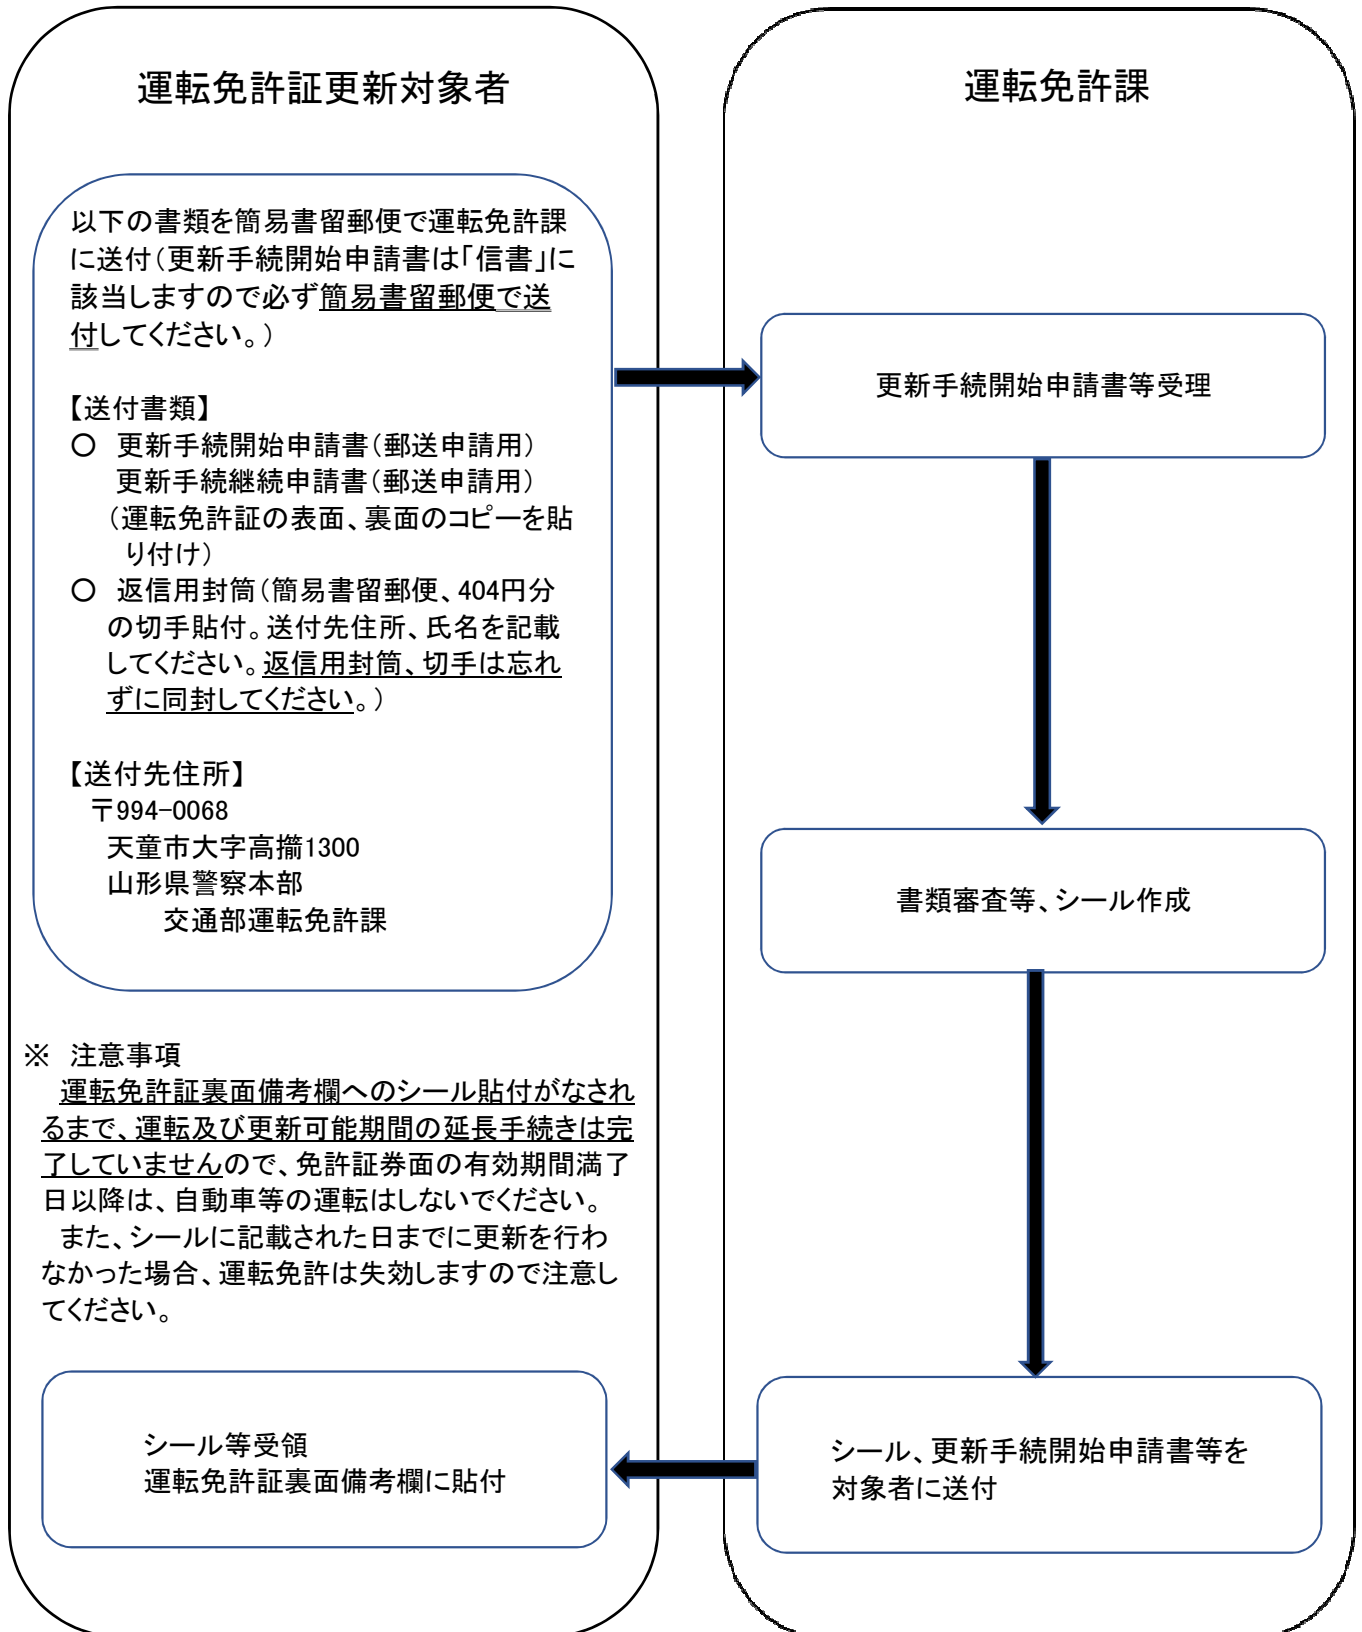 運転免許証更新対象者
以下の書類を簡易書留郵便で運転免許課
に送付（更新手続開始申請書は「信書」に
該当しますので必ず簡易書留郵便で送
付してください。）
【送付書類】
○　更新手続開始申請書（郵送申請用）
更新手続継続申請書（郵送申請用）
（運転免許証の表面、裏面のコピーを貼
り付け）
○　返信用封筒（簡易書留郵便、404円分
の切手貼付。送付先住所、氏名を記載
してください。返信用封筒、切手は忘れ
ずに同封してください。）
【送付先住所】
〒994-0068
天童市大字高擶1300
山形県警察本部
交通部運転免許課
※　注意事項
運転免許証裏面備考欄へのシール貼付がなされ
るまで、運転及び更新可能期間の延長手続きは完
了していませんので、免許証券面の有効期間満了
日以降は、自動車等の運転はしないでください。
また、シールに記載された日までに更新を行わ
なかった場合、運転免許は失効しますので注意し
てください。
シール等受領
運転免許証裏面備考欄に貼付
運転免許課
更新手続開始申請書等受理
書類審査等、シール作成
シール、更新手続開始申請書等を
対象者に送付